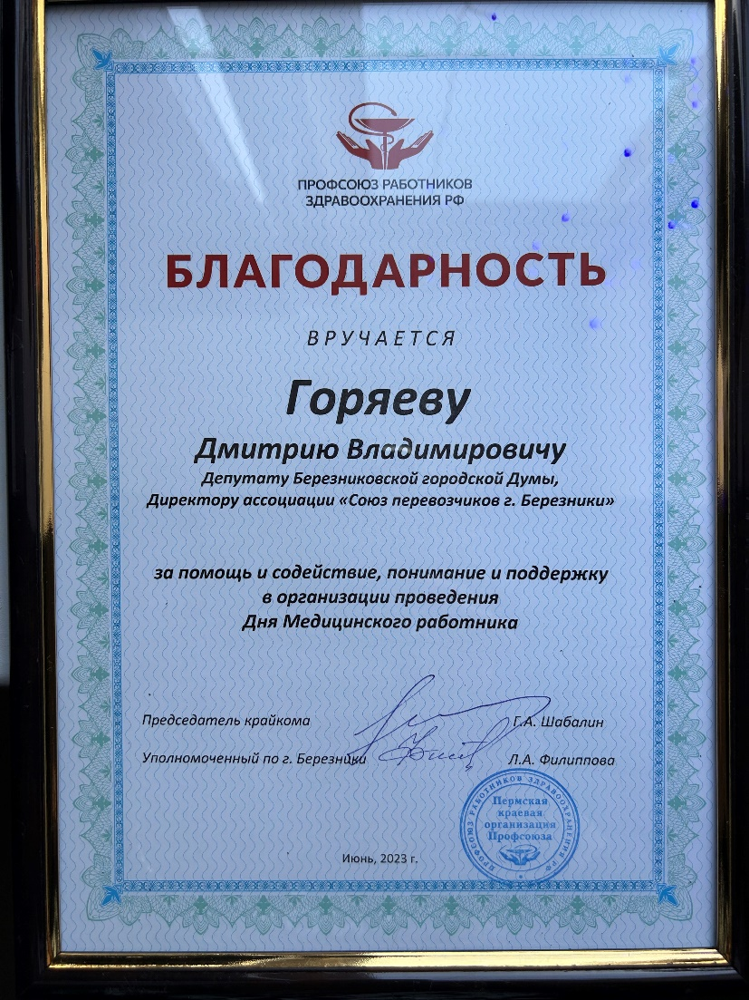 ПРОФСОЮЗ РАБОТНИКОВ
ЗДРАВООХРАНЕНИЯ РФ
БЛАГОДАРНОСТЬ
ВРУЧАЕТСЯ
Горяеву
Дмитрию Владимировичу
Депутату Березниковской городской Думы,
Директору ассоциации «Союз перевозчиков г. Березники»
за помощь и содействие, понимание и поддержку
в организации проведения
Дня Медицинского работника
Председатель крайкома Г.А. Шабалин
Уполномоченный по г. Березники Л.А. Филиппова
ПРОФСОЮЗ РАБОТНИКОВ ЗДРАВООХРАНЕНИЯ РФ
Пермская
краевая
организация
Профсоюза
Июнь, 2023 г.